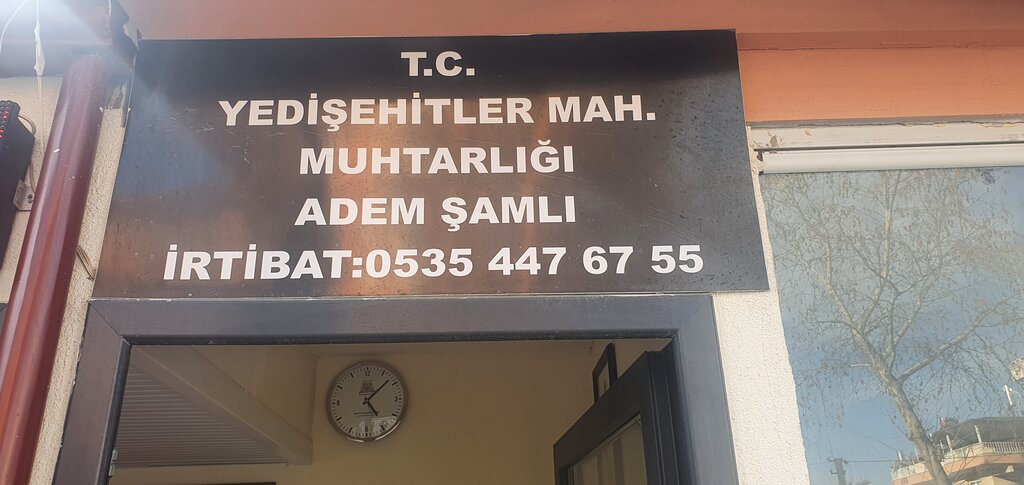 T.C.
YEDİŞEHİTLER MAH.
MUHTARLIĞI
ADEM ŞAMLI
İRTİBAT:0535 447 67 55